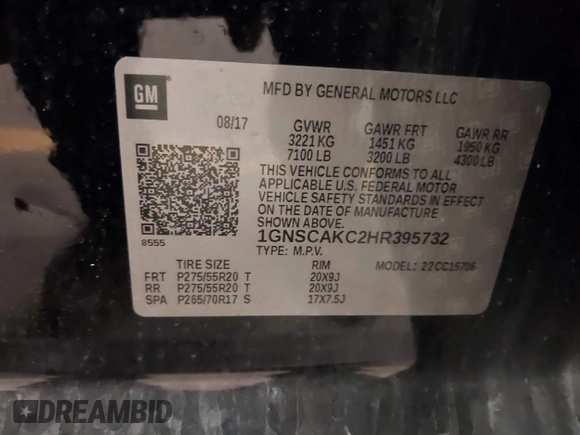 GM
MFD BY GENERAL MOTORS LLC
08/17 GVWR GAWR FRT GAWR RR
3221 KG 1451 KG 1950 KG
7100 LB 3200 LB 4300 LB
THIS VEHICLE CONFORMS TO ALL
APPLICABLE U.S. FEDERAL MOTOR
VEHICLE SAFETY STANDARDS IN EFFECT
ON THE DATE OF MANUFACTURE
SHOWN ABOVE.
8555
1GNSCAKC2HR395732
TYPE: M.P.V. MODEL: 22 CC15706
TIRE SIZE RIM
FRT P275/55R20 T 20X9J
RR P275/55R20 T 20X9J
SPA P265/70R17 S 17X7.5J
DREAMBID